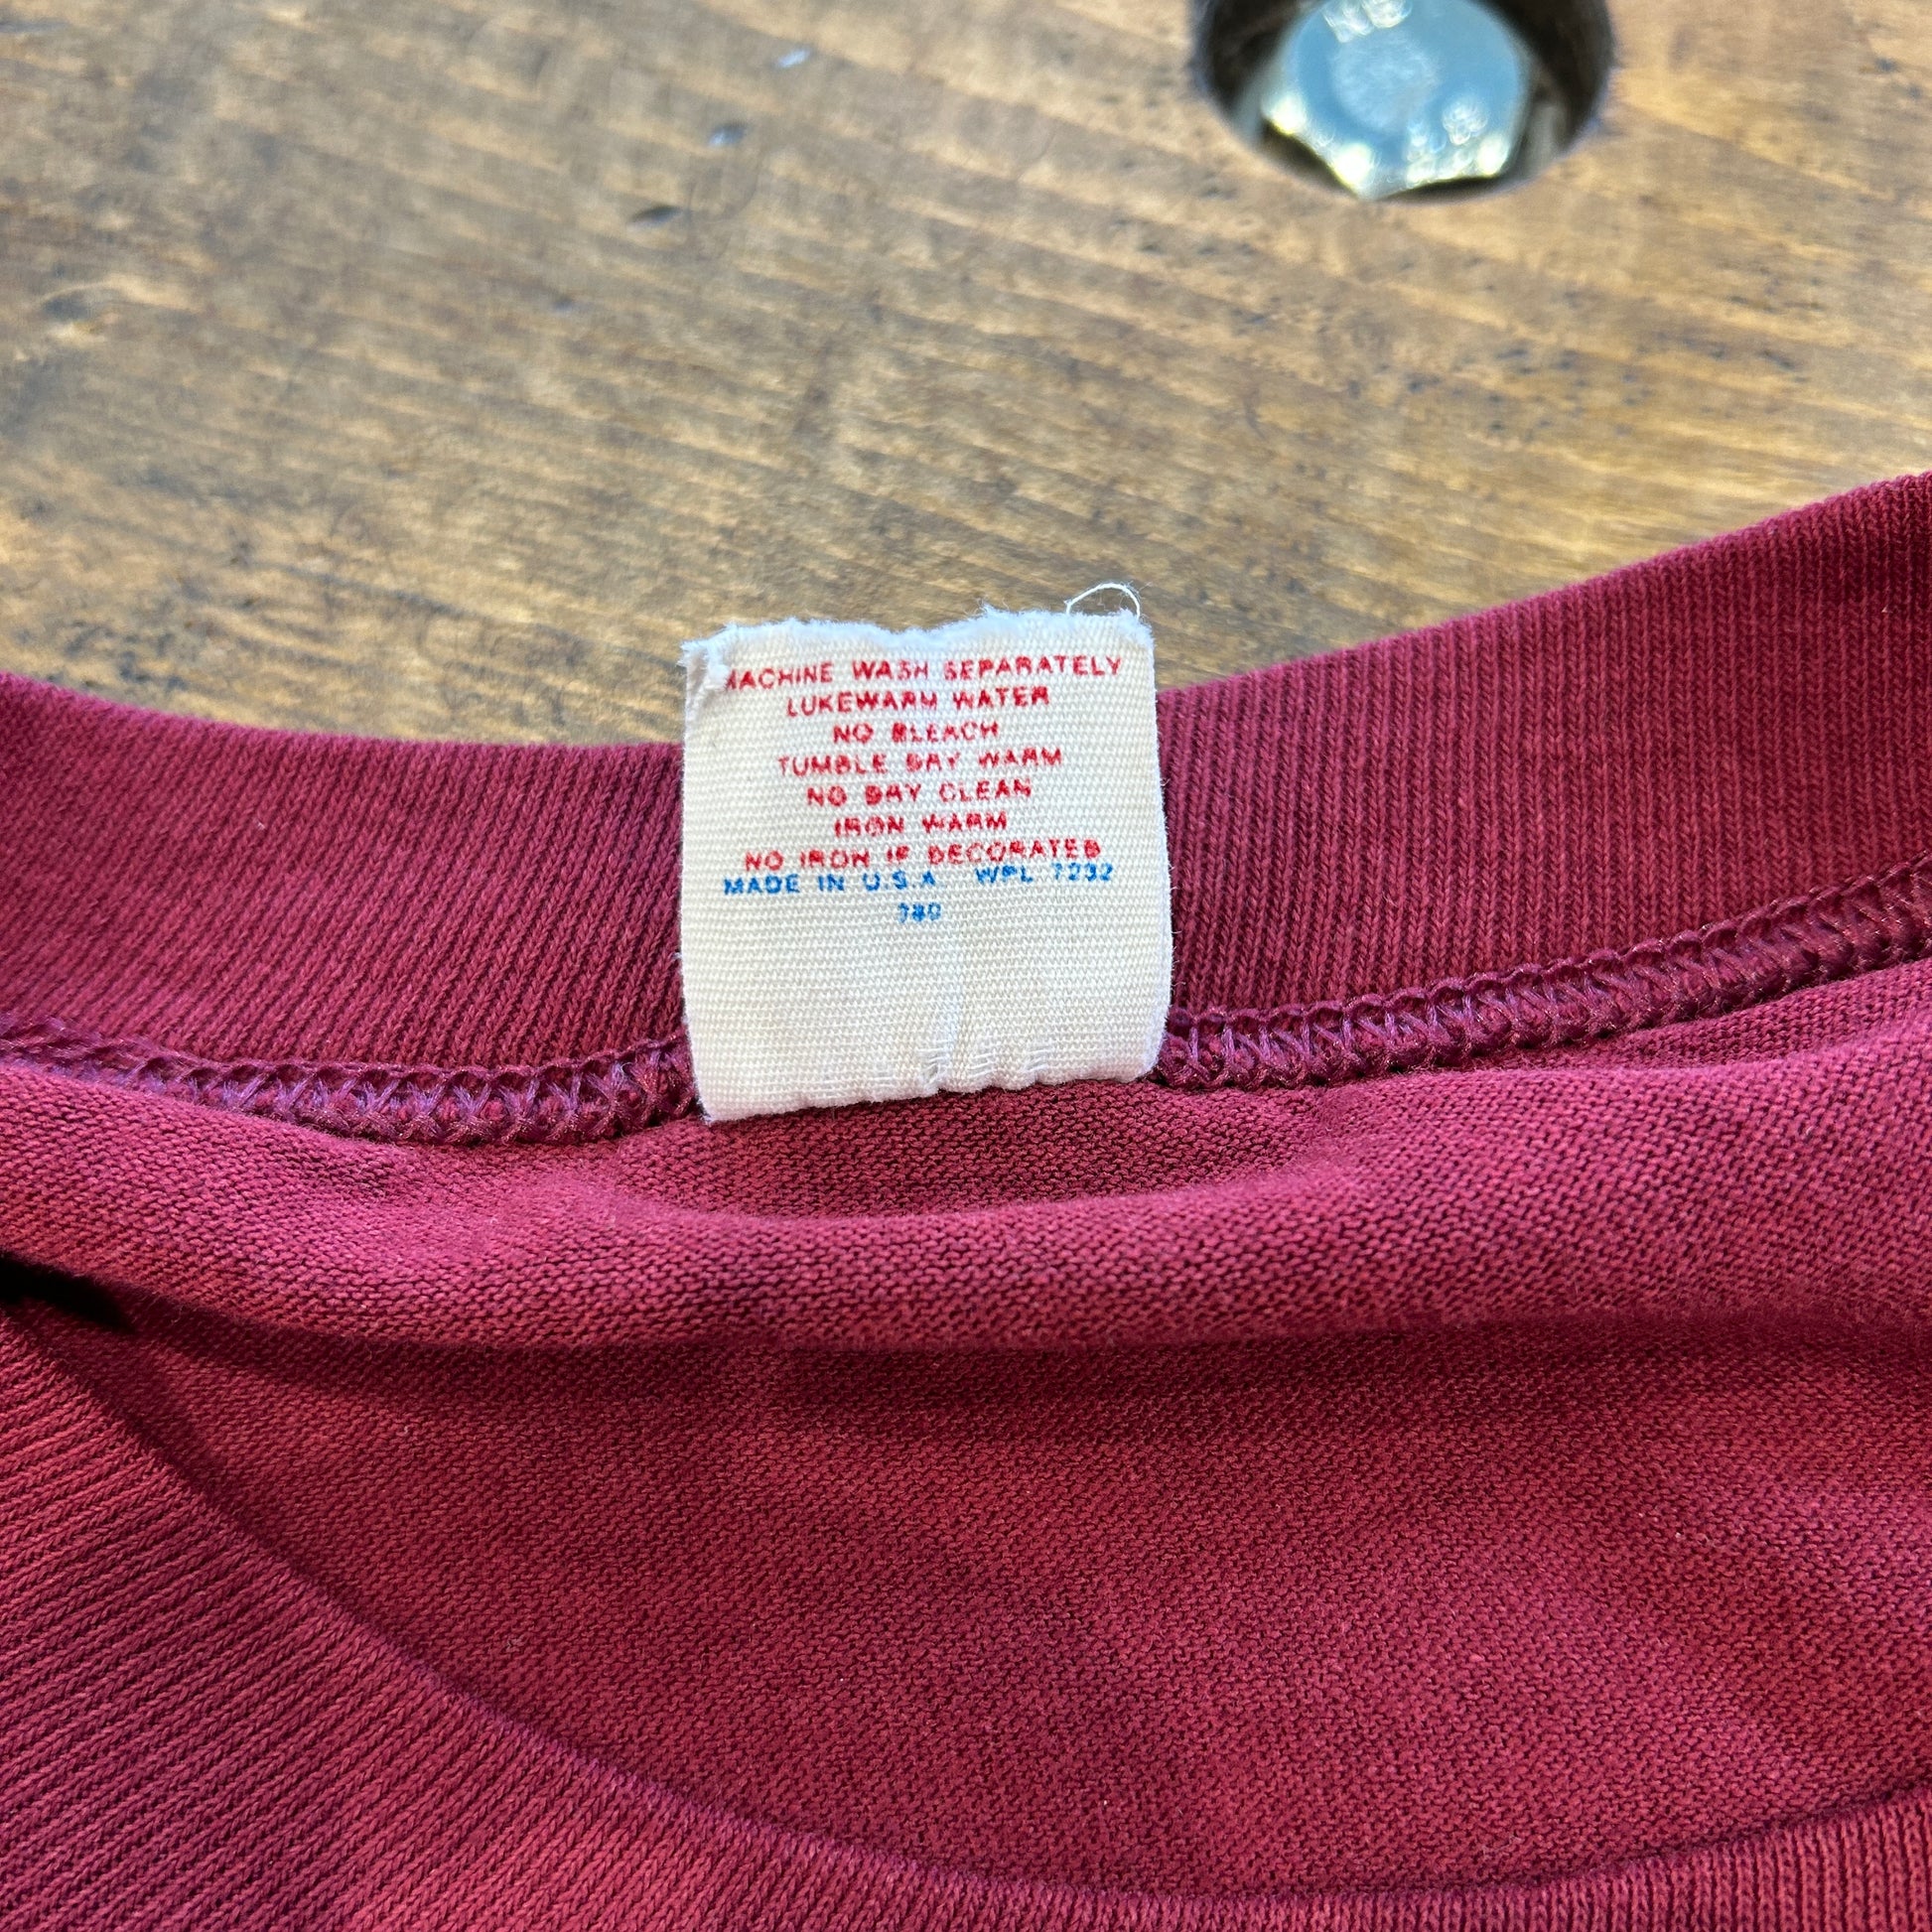 MACHINE WASH SEPARATELY
LUKEWARM WATER
NO BLEACH
TUMBLE DRY WARM
NO DRY CLEAN
IRON WARM
NO IRON IF DECORATED
MADE IN U.S.A. WPL 7232